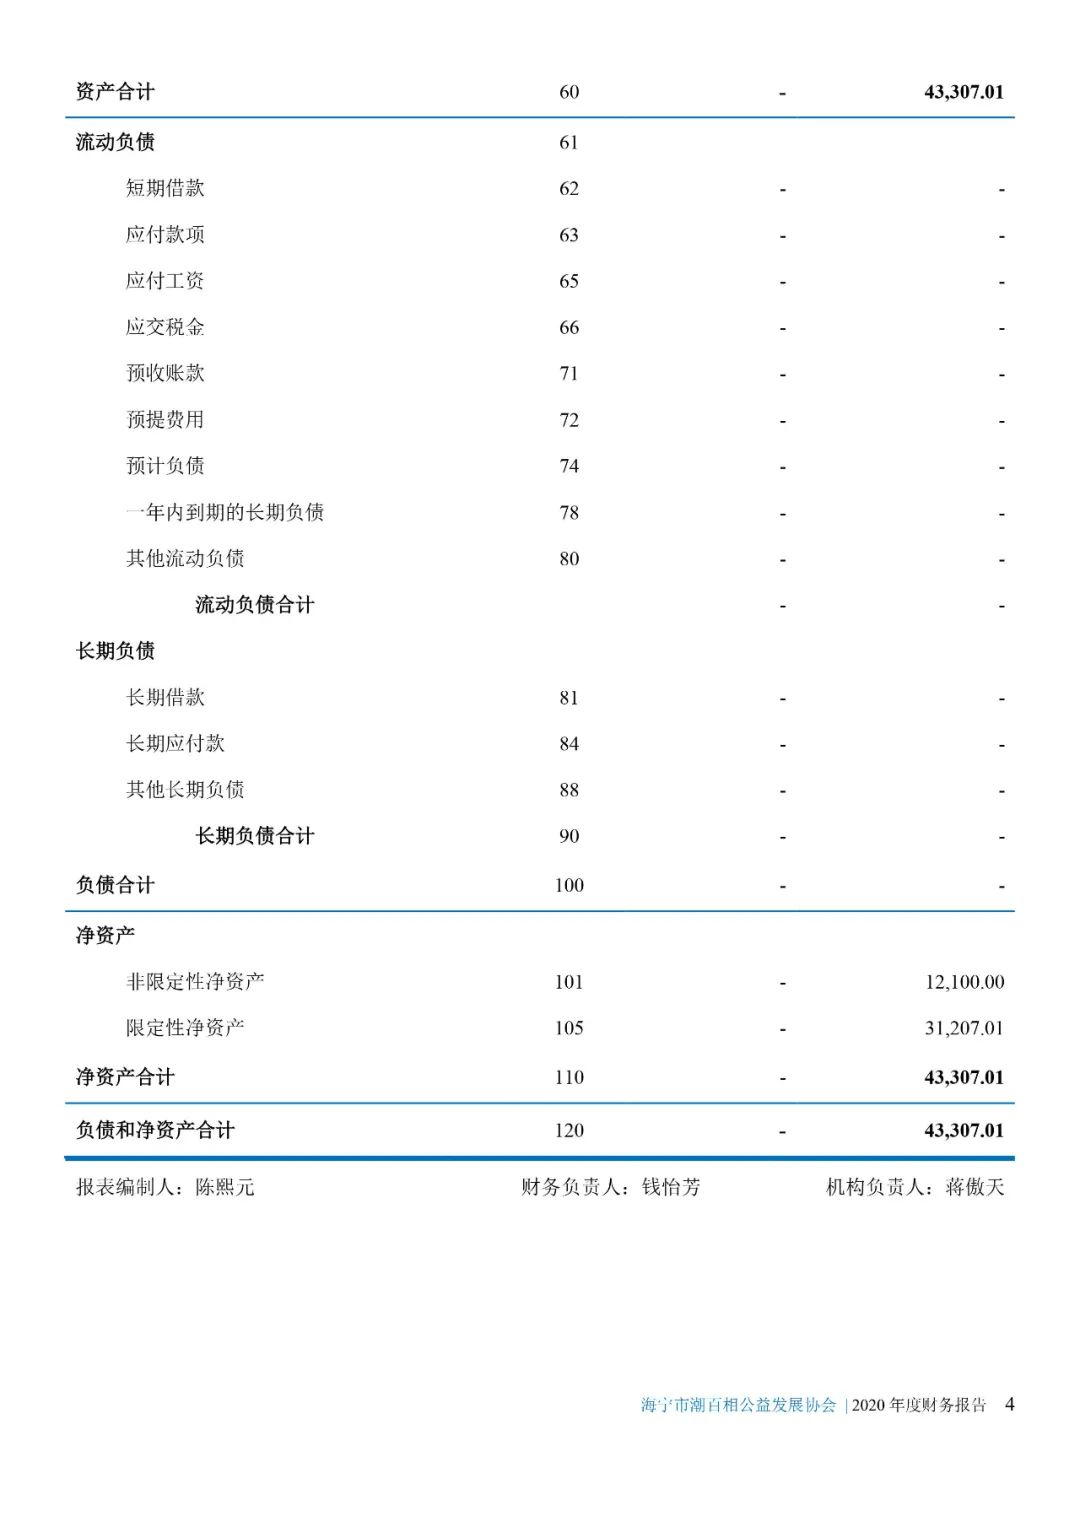 资产合计 60 - 43,307.01
流动负债 61
短期借款 62 - -
应付款项 63 - -
应付工资 65 - -
应交税金 66 - -
预收账款 71 - -
预提费用 72 - -
预计负债 74 - -
一年内到期的长期负债 78 - -
其他流动负债 80 - -
流动负债合计 - -
长期负债
长期借款 81 - -
长期应付款 84 - -
其他长期负债 88 - -
长期负债合计 90 - -
负债合计 100 - -
净资产
非限定性净资产 101 - 12,100.00
限定性净资产 105 - 31,207.01
净资产合计 110 - 43,307.01
负债和净资产合计 120 - 43,307.01
报表编制人：陈熙元 财务负责人：钱怡芳 机构负责人：蒋傲天
海宁市潮百相公益发展协会 | 2020 年度财务报告 4